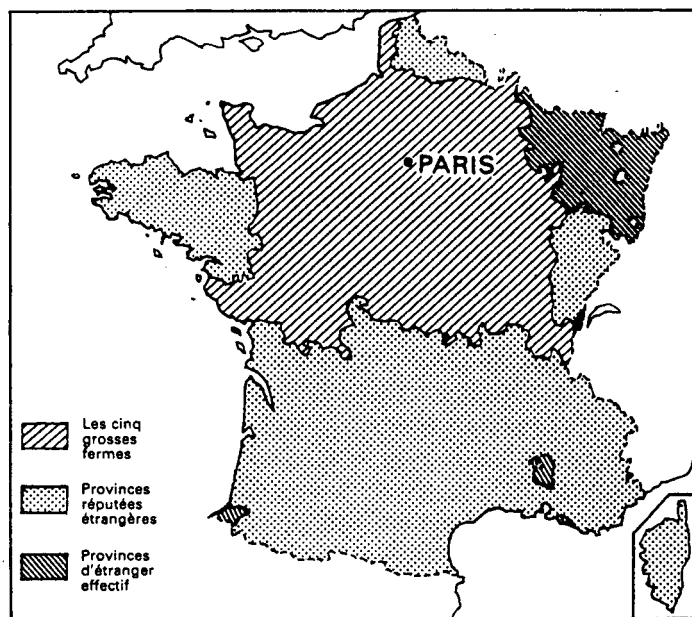 PARIS
Les cinq
grosses
fermes
Provinces
réputées
étrangères
Provinces
d'étranger
effectif